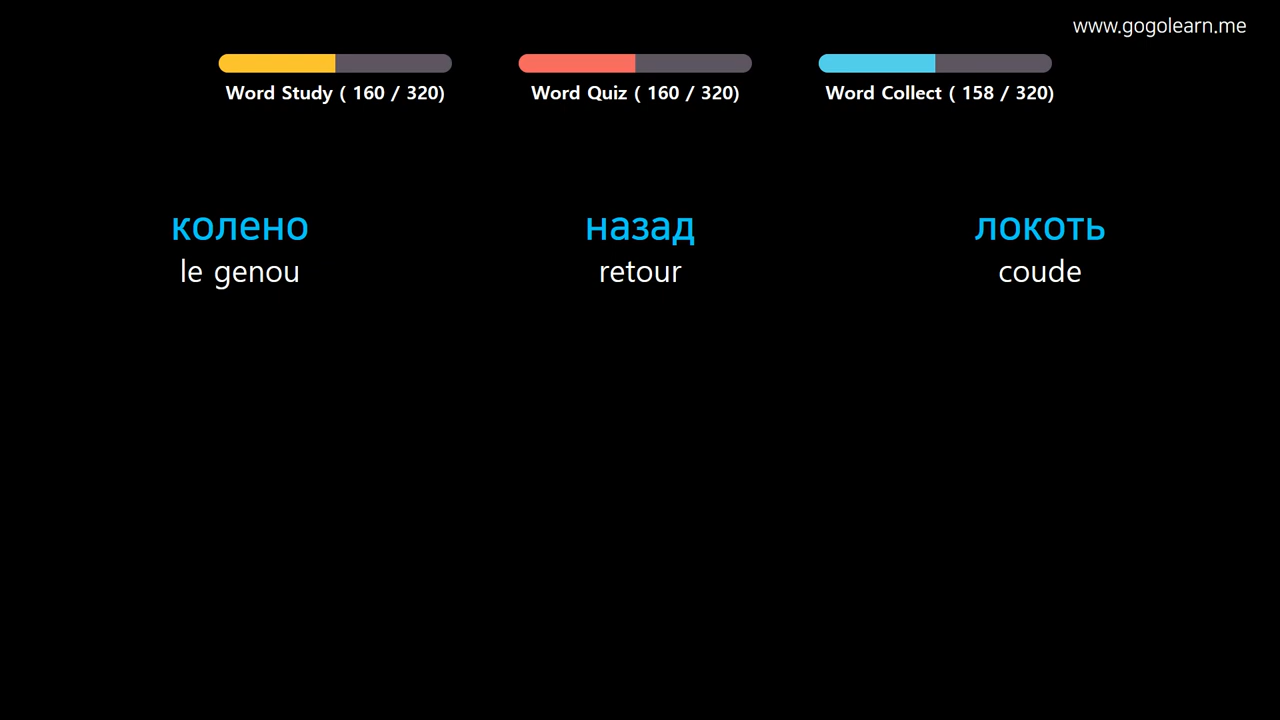 www.gogolearn.me
Word Study ( 160 / 320)
Word Quiz ( 160 / 320)
Word Collect ( 158 / 320)
колено
le genou
назад
retour
локоть
coude